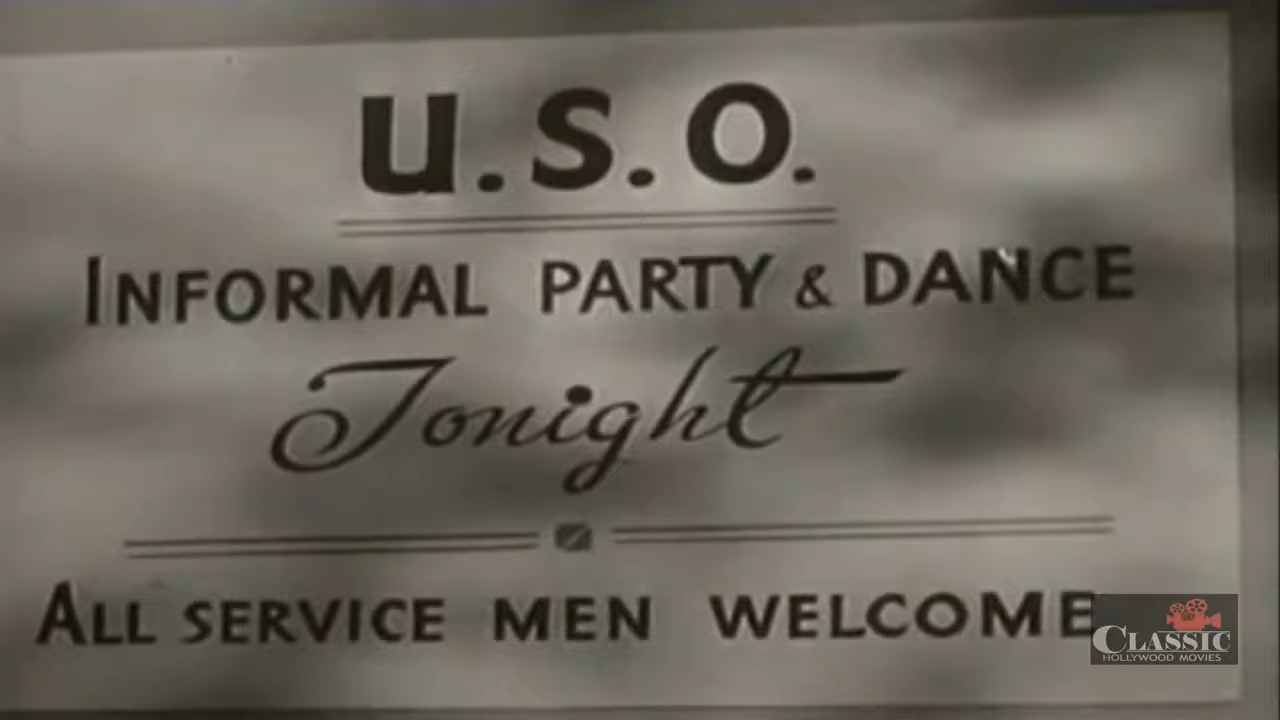 U.S.O.
INFORMAL PARTY & DANCE
Tonight
ALL SERVICE MEN WELCOME
CLASSIC
HOLLYWOOD MOVIES